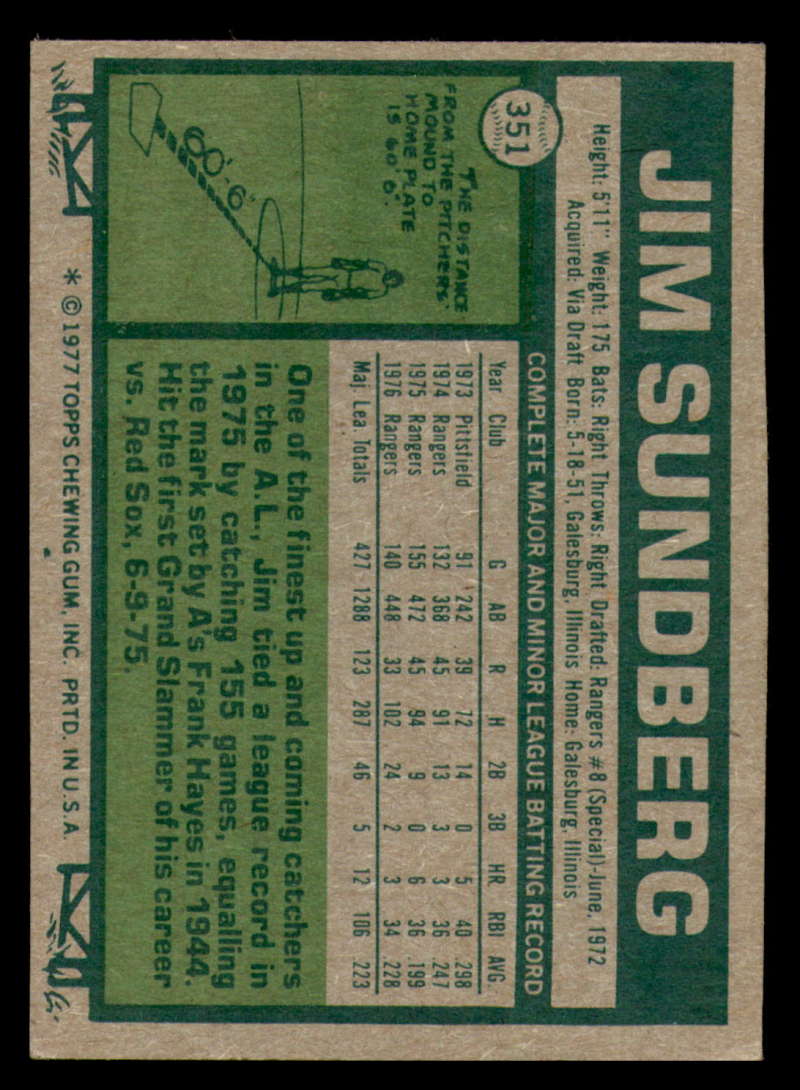 351
JIM SUNDBERG
Height: 5'11" Weight: 175 Bats: Right Throws: Right Drafted: Rangers #8 (Special)-June, 1972
Acquired: Via Draft Born: 5-18-51, Galesburg, Illinois Home: Galesburg, Illinois
COMPLETE MAJOR AND MINOR LEAGUE BATTING RECORD
Year Club G AB R H 2B 3B HR RBI AVG.
1973 Pittsfield 91 242 39 72 14 0 5 40 298
1974 Rangers 132 368 45 91 13 3 3 36 247
1975 Rangers 155 472 45 94 9 0 6 36 199
1976 Rangers 140 448 33 102 24 2 3 34 228
Maj. Lea. Totals 427 1288 123 287 46 5 12 106 223
THE DISTANCE
FROM THE PITCHERS'
MOUND TO
HOME PLATE
IS 60' 6".
60'-6"
One of the finest up and coming catchers
in the A.L., Jim tied a league record in
1975 by catching 155 games, equalling
the mark set by A's Frank Hayes in 1944.
Hit the first Grand Slammer of his career
vs. Red Sox, 6-9-75.
* © 1977 TOPPS CHEWING GUM, INC. PRTD. IN U.S.A.